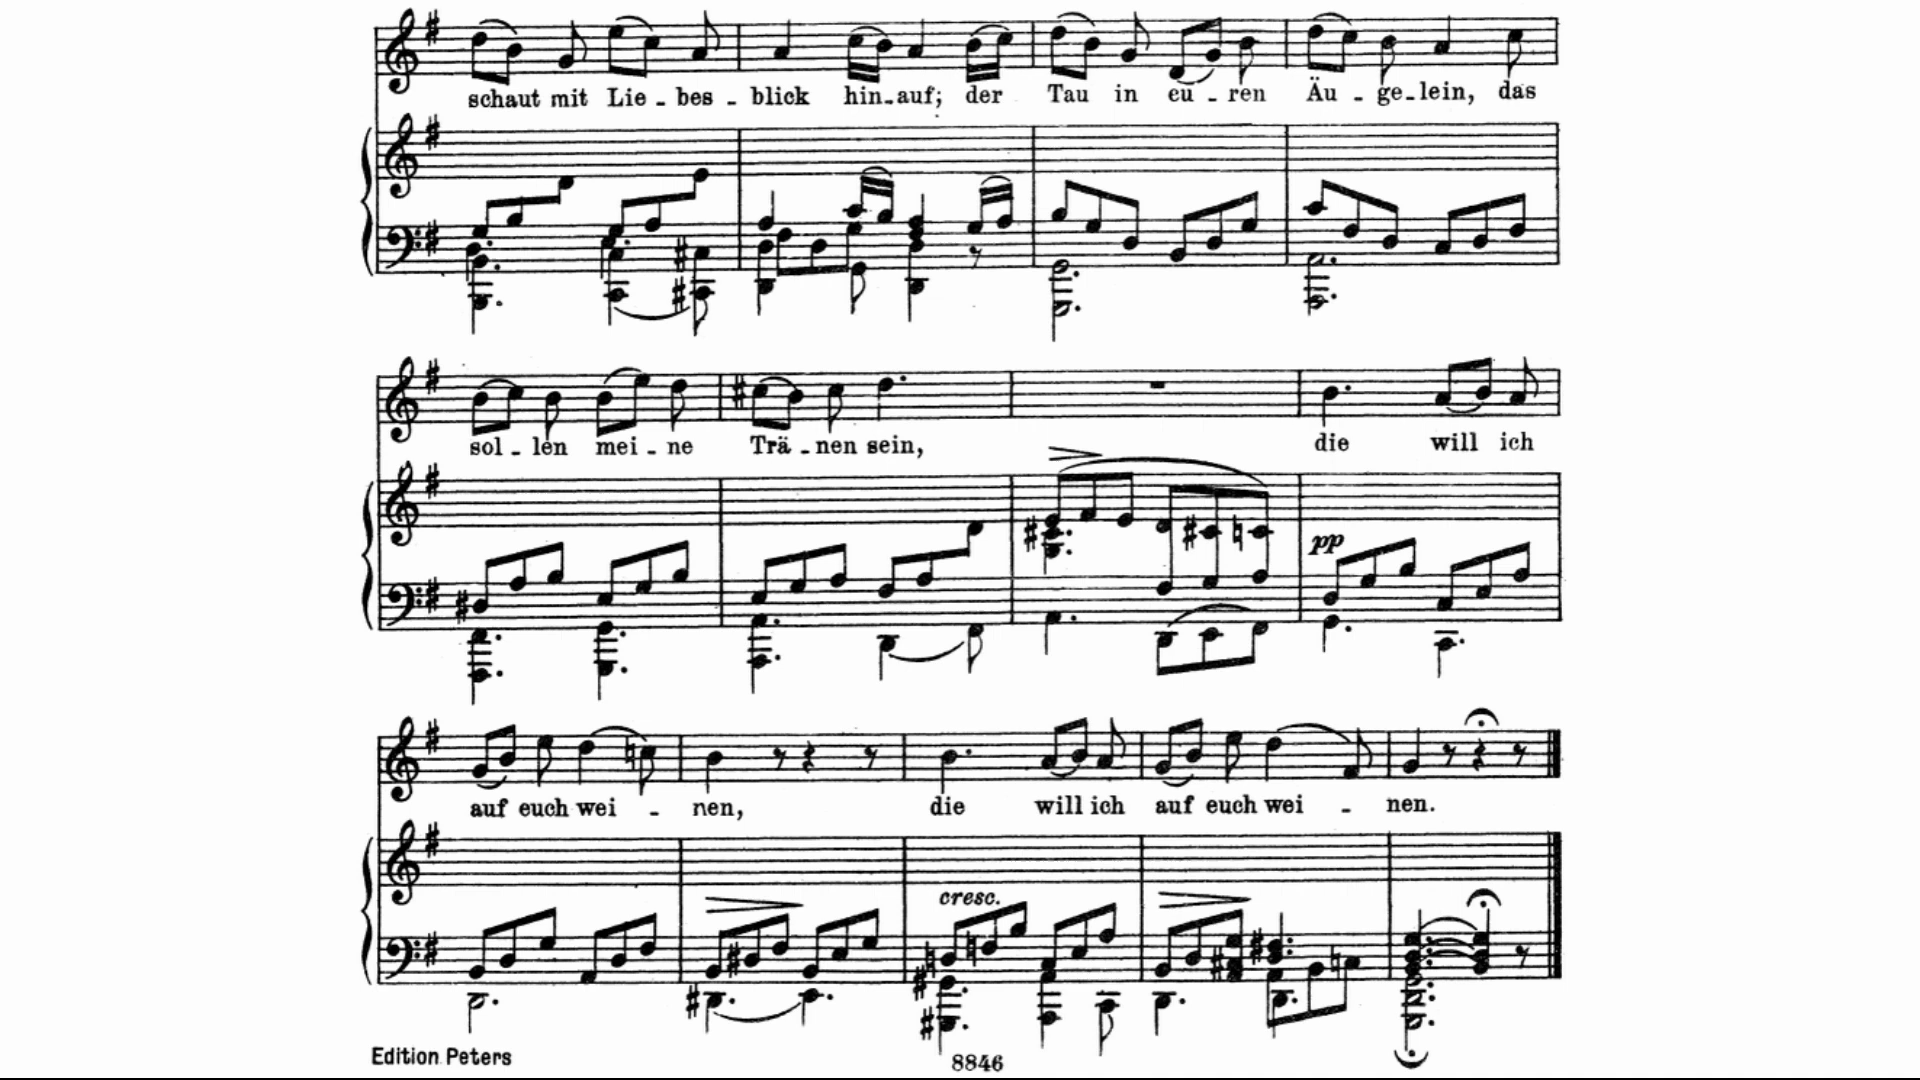 schaut mit Lie - bes - blick hin - auf; der Tau in eu - ren Äu - ge - lein, das
sol - len mei - ne Trä - nen sein, die will ich
pp
auf euch wei - nen, die will ich auf euch wei - nen.
cresc.
Edition Peters
8846